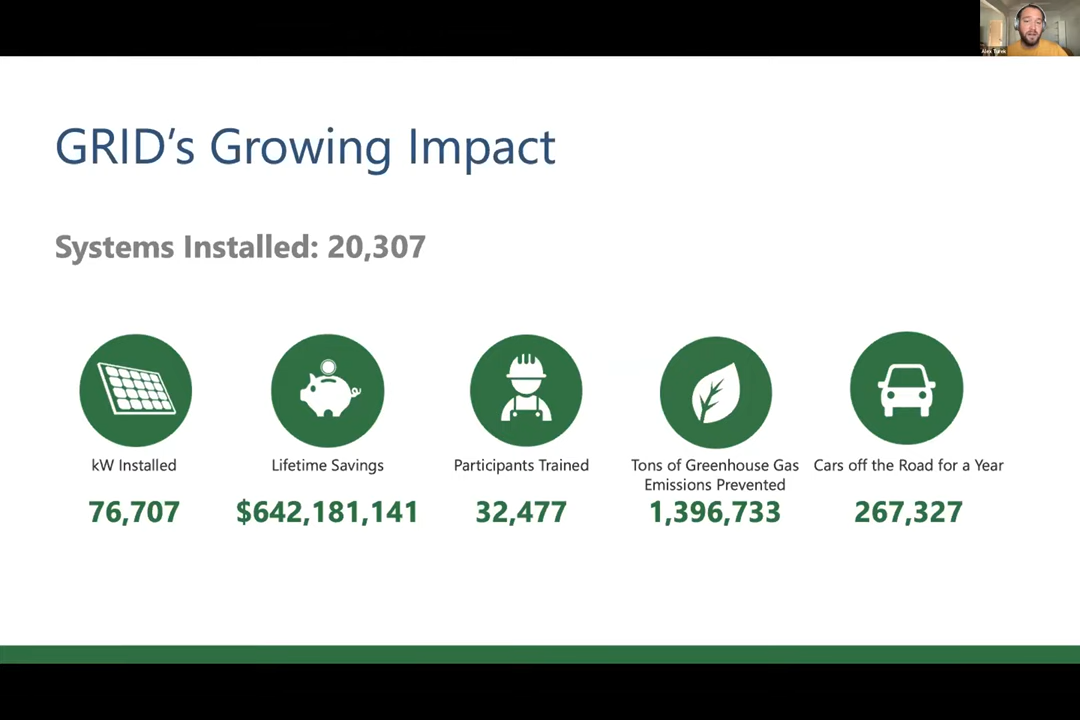 GRID's Growing Impact
Systems Installed: 20,307
kW Installed
76,707
Lifetime Savings
$642,181,141
Participants Trained
32,477
Tons of Greenhouse Gas
Emissions Prevented
1,396,733
Cars off the Road for a Year
267,327